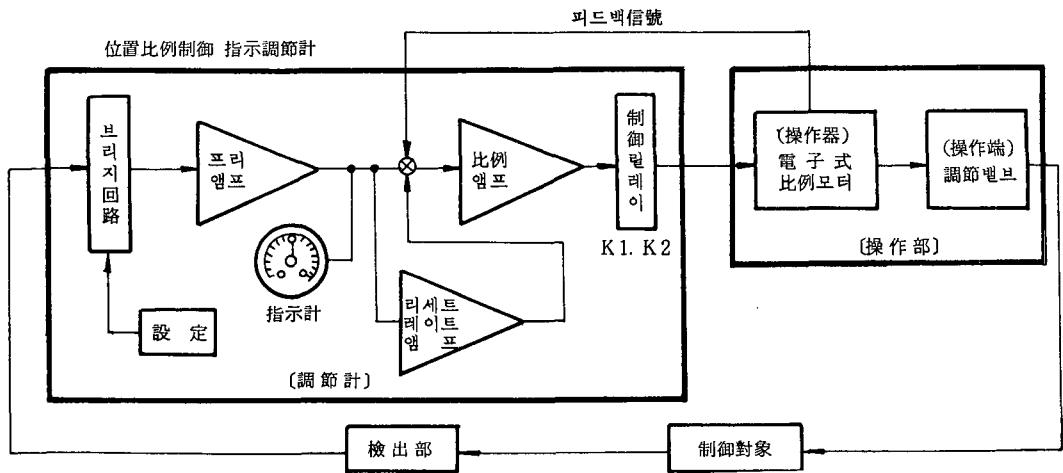 피드백信號
位置比例制御 指示調節計
브리지回路
프리
앰프
比例
앰프
制御릴레이
K1. K2
(操作器)
電子式
比例모터
(操作端)
調節밸브
〔操作部〕
指示計
리세트
레이트
앰프
設 定
〔調節計〕
檢出部
制御對象